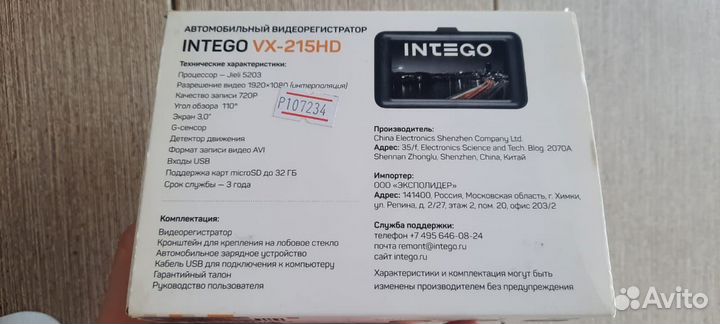 АВТОМОБИЛЬНЫЙ ВИДЕОРЕГИСТРАТОР
INTEGO VX-215HD
Технические характеристики:
Процессор – Jieli 5203
Разрешение видео 1920×1080 (интерполяция)
Качество записи 720P
Угол обзора 110°
Экран 3,0"
G-сенсор
Детектор движения
Формат записи видео AVI
Входы USB
Поддержка карт microSD до 32 ГБ
Срок службы – 3 года
P107234
Комплектация:
Видеорегистратор
Кронштейн для крепления на лобовое стекло
Автомобильное зарядное устройство
Кабель USB для подключения к компьютеру
Гарантийный талон
Руководство пользователя
INTEGO
Производитель:
China Electronics Shenzhen Company Ltd.
Адрес: 35/f, Electronics Science and Tech. Blog. 2070A
Shennan Zhonglu, Shenzhen, China, Китай
Импортер:
ООО «ЭКСПОЛИДЕР»
Адрес: 141400, Россия, Московская область, г. Химки,
ул. Репина, д. 2/27, этаж 2, пом. 20, офис 203/2
Служба поддержки:
телефон +7 495 646-08-24
почта remont@intego.ru
сайт intego.ru
Характеристики и комплектация могут быть
изменены производителем без предупреждения
Avito